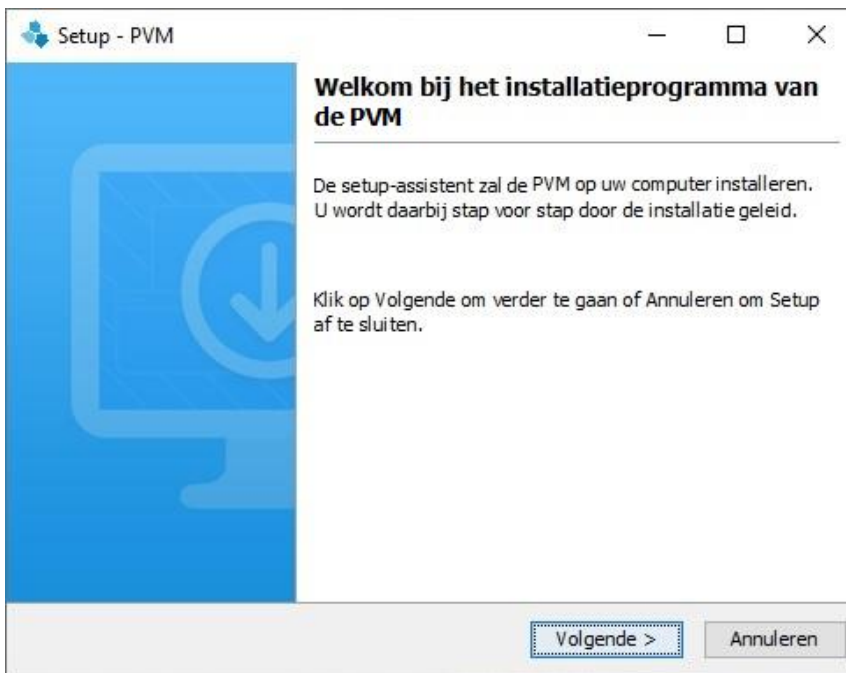 Setup - PVM
Welkom bij het installatieprogramma van
de PVM
De setup-assistent zal de PVM op uw computer installeren.
U wordt daarbij stap voor stap door de installatie geleid.
Klik op Volgende om verder te gaan of Annuleren om Setup
af te sluiten.
Volgende >
Annuleren